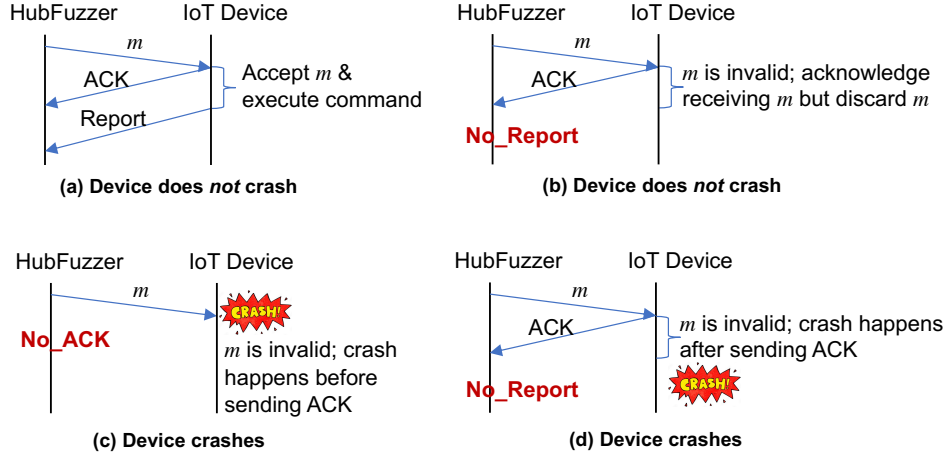 HubFuzzer IoT Device
m
ACK
Report
Accept m &
execute command
(a) Device does not crash
HubFuzzer IoT Device
m
ACK
No_Report
m is invalid; acknowledge
receiving m but discard m
(b) Device does not crash
HubFuzzer IoT Device
m
No_ACK
CRASH!
m is invalid; crash
happens before
sending ACK
(c) Device crashes
HubFuzzer IoT Device
m
ACK
No_Report
m is invalid; crash happens
after sending ACK
CRASH!
(d) Device crashes